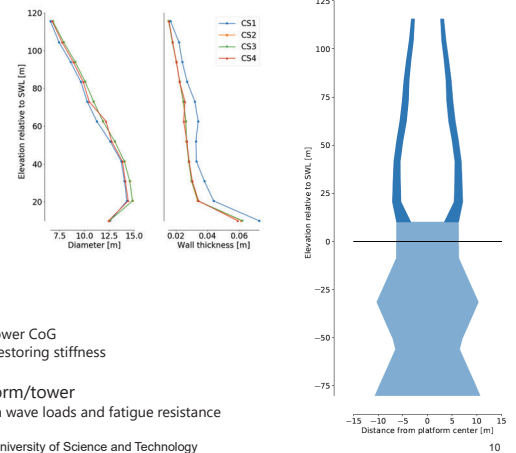 120
100
80
60
40
20
Elevation relative to SWL [m]
7.5 10.0 12.5 15.0
Diameter [m]
0.02 0.04 0.06
Wall thickness [m]
CS1
CS2
CS3
CS4
125
100
75
50
25
0
−25
−50
−75
Elevation relative to SWL [m]
−15 −10 −5 0 5 10 15
Distance from platform center [m]
ower CoG
estoring stiffness
orm/tower
n wave loads and fatigue resistance
niversity of Science and Technology
10